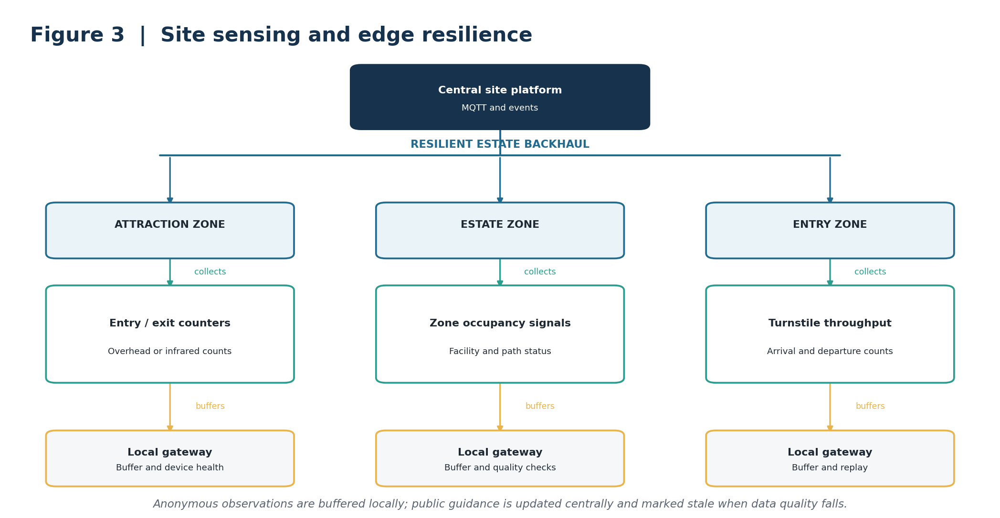 Figure 3 | Site sensing and edge resilience
Central site platform
MQTT and events
RESILIENT ESTATE BACKHAUL
ATTRACTION ZONE
ESTATE ZONE
ENTRY ZONE
collects
collects
collects
Entry / exit counters
Overhead or infrared counts
Zone occupancy signals
Facility and path status
Turnstile throughput
Arrival and departure counts
buffers
buffers
buffers
Local gateway
Buffer and device health
Local gateway
Buffer and quality checks
Local gateway
Buffer and replay
Anonymous observations are buffered locally; public guidance is updated centrally and marked stale when data quality falls.